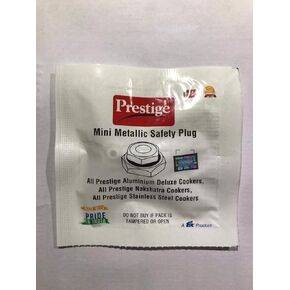 Prestige
Mini Metallic Safety Plug
All Prestige Aluminium Deluxe Cookers,
All Prestige Nakshatra Cookers,
All Prestige Stainless Steel Cookers
PRIDE
DO NOT BUY IF PACK IS
TAMPERED OR OPEN
A TTK Product